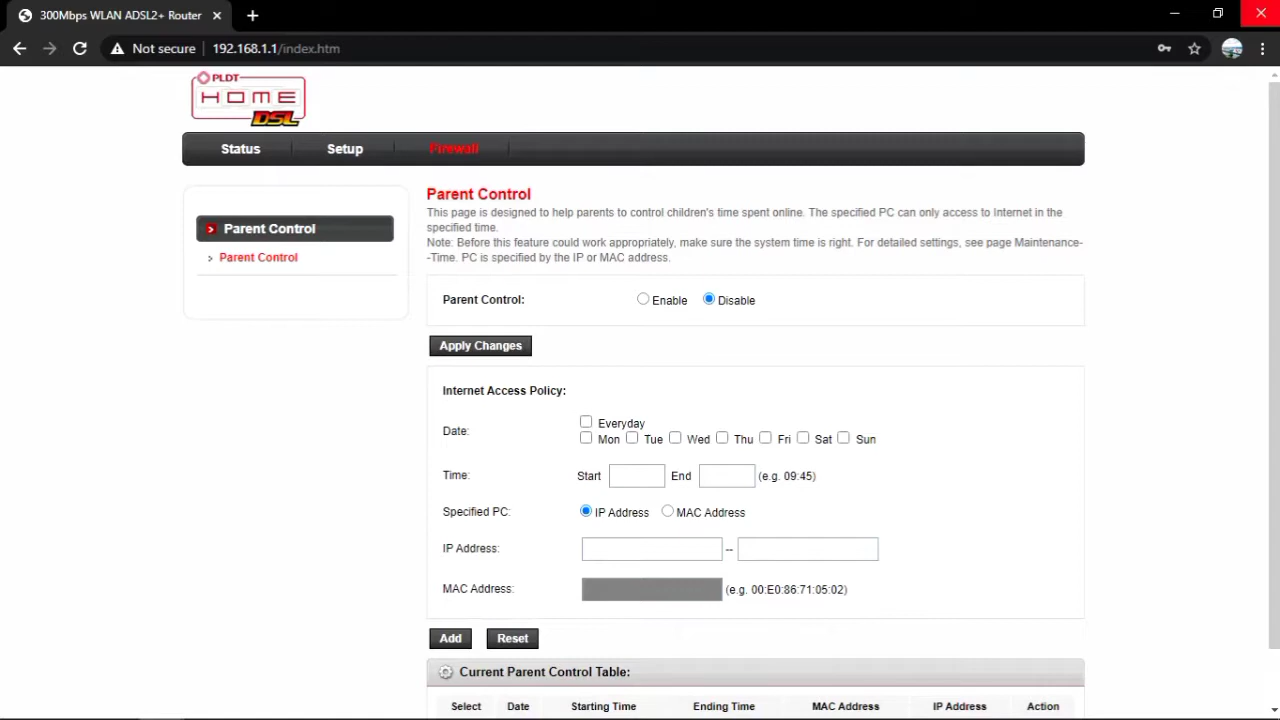 300Mbps WLAN ADSL2+ Router
Not secure 192.168.1.1/index.htm
PLDT
HOME
DSL
Status Setup Firewall
Parent Control
Parent Control
Parent Control
This page is designed to help parents to control children's time spent online. The specified PC can only access to Internet in the
specified time.
Note: Before this feature could work appropriately, make sure the system time is right. For detailed settings, see page Maintenance-
-Time. PC is specified by the IP or MAC address.
Parent Control: Enable Disable
Apply Changes
Internet Access Policy:
Date: Everyday
Mon Tue Wed Thu Fri Sat Sun
Time: Start End (e.g. 09:45)
Specified PC: IP Address MAC Address
IP Address: --
MAC Address: (e.g. 00:E0:86:71:05:02)
Add Reset
Current Parent Control Table:
Select Date Starting Time Ending Time MAC Address IP Address Action